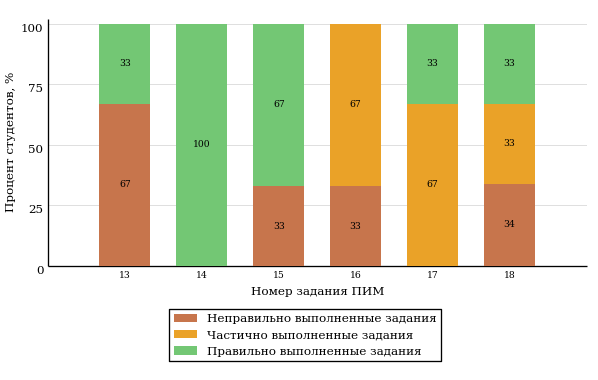 Процент студентов, %
100
75
50
25
0
33
67
100
67
33
67
33
33
67
33
33
34
13 14 15 16 17 18
Номер задания ПИМ
Неправильно выполненные задания
Частично выполненные задания
Правильно выполненные задания